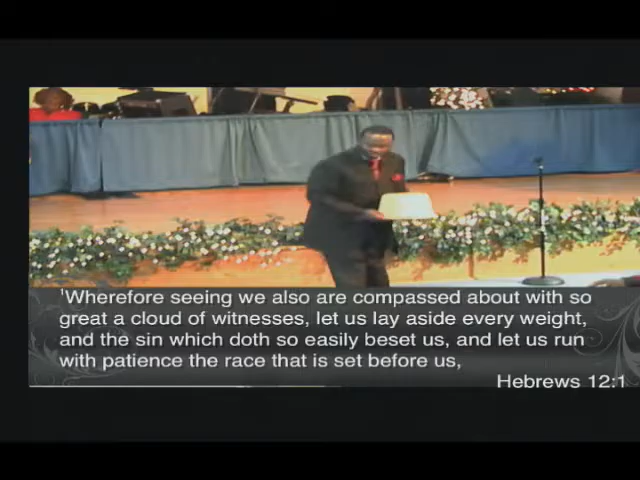 ¹Wherefore seeing we also are compassed about with so
great a cloud of witnesses, let us lay aside every weight,
and the sin which doth so easily beset us, and let us run
with patience the race that is set before us,
Hebrews 12:1